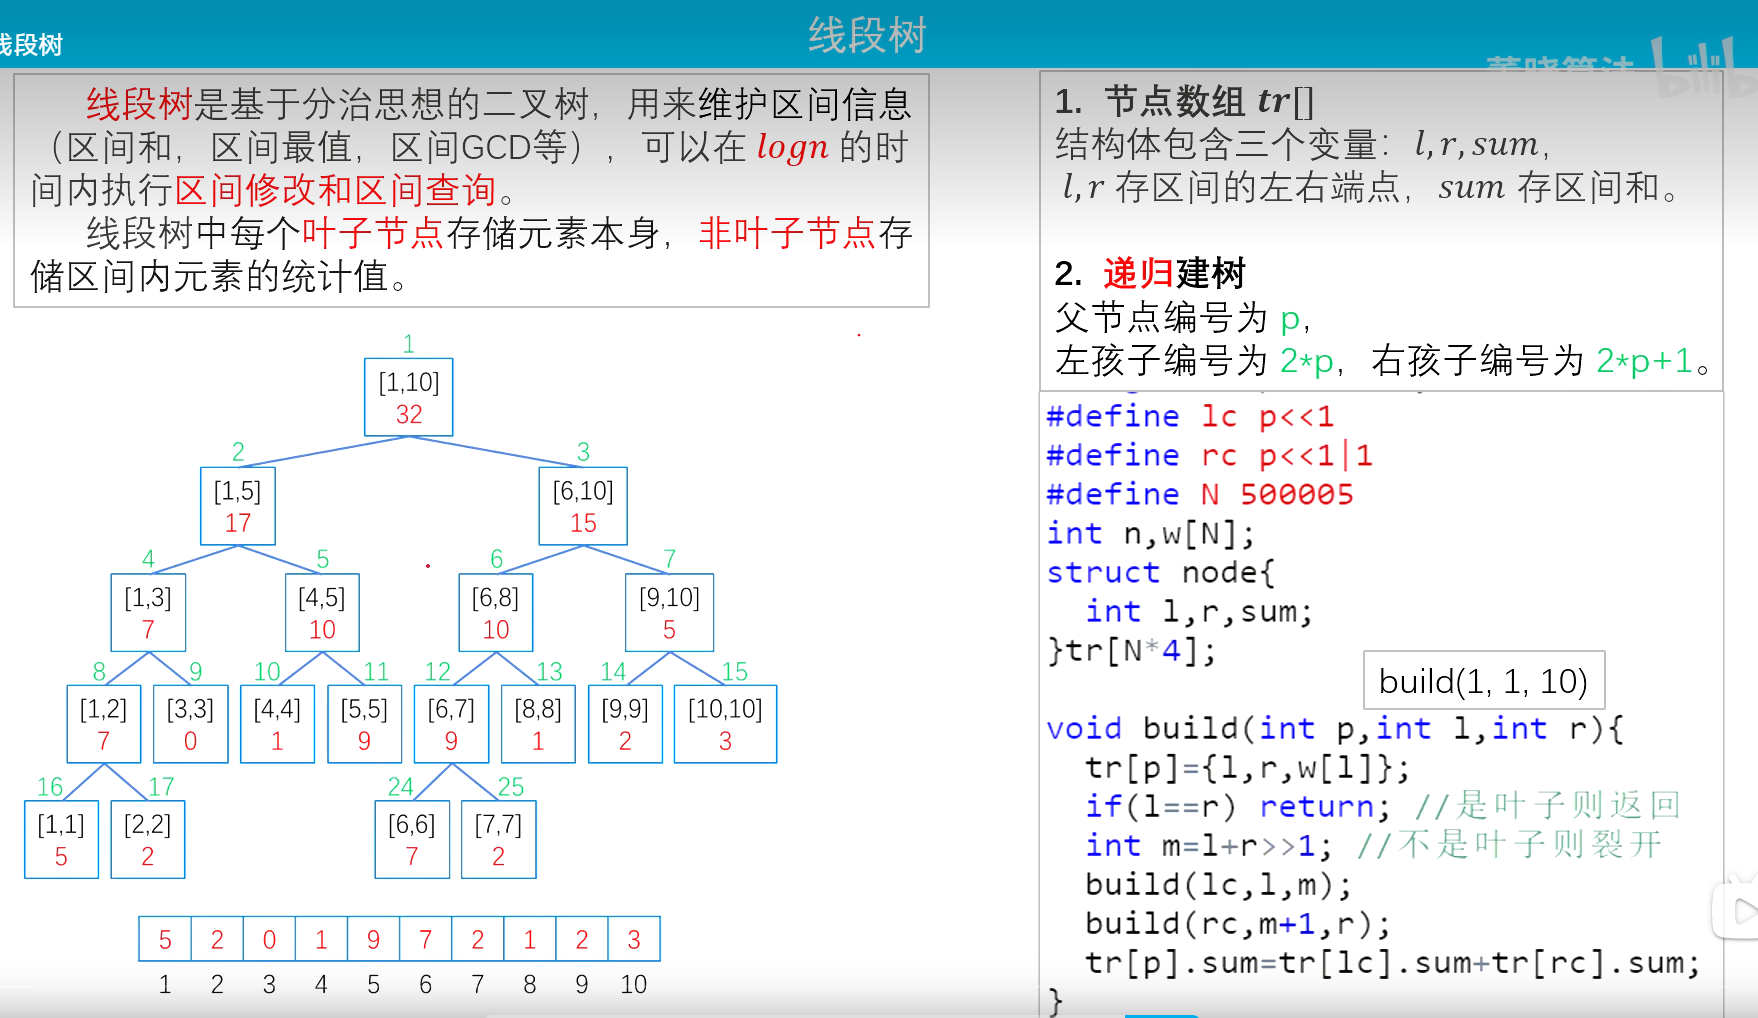 线段树
线段树
线段树是基于分治思想的二叉树，用来维护区间信息
（区间和，区间最值，区间GCD等），可以在 logn 的时
间内执行区间修改和区间查询。
线段树中每个叶子节点存储元素本身，非叶子节点存
储区间内元素的统计值。
1
[1,10]
32
2 3
[1,5] [6,10]
17 15
4 5 6 7
[1,3] [4,5] [6,8] [9,10]
7 10 10 5
8 9 10 11 12 13 14 15
[1,2] [3,3] [4,4] [5,5] [6,7] [8,8] [9,9] [10,10]
7 0 1 9 9 1 2 3
16 17 24 25
[1,1] [2,2] [6,6] [7,7]
5 2 7 2
5 2 0 1 9 7 2 1 2 3
1 2 3 4 5 6 7 8 9 10
1. 节点数组 tr[]
结构体包含三个变量：l,r,sum,
l,r 存区间的左右端点，sum 存区间和。
2. 递归建树
父节点编号为 p,
左孩子编号为 2*p，右孩子编号为 2*p+1。
#define lc p<<1
#define rc p<<1|1
#define N 500005
int n,w[N];
struct node{
int l,r,sum;
}tr[N*4];
build(1, 1, 10)
void build(int p,int l,int r){
tr[p]={l,r,w[l]};
if(l==r) return; //是叶子则返回
int m=l+r>>1; //不是叶子则裂开
build(lc,l,m);
build(rc,m+1,r);
tr[p].sum=tr[lc].sum+tr[rc].sum;
}